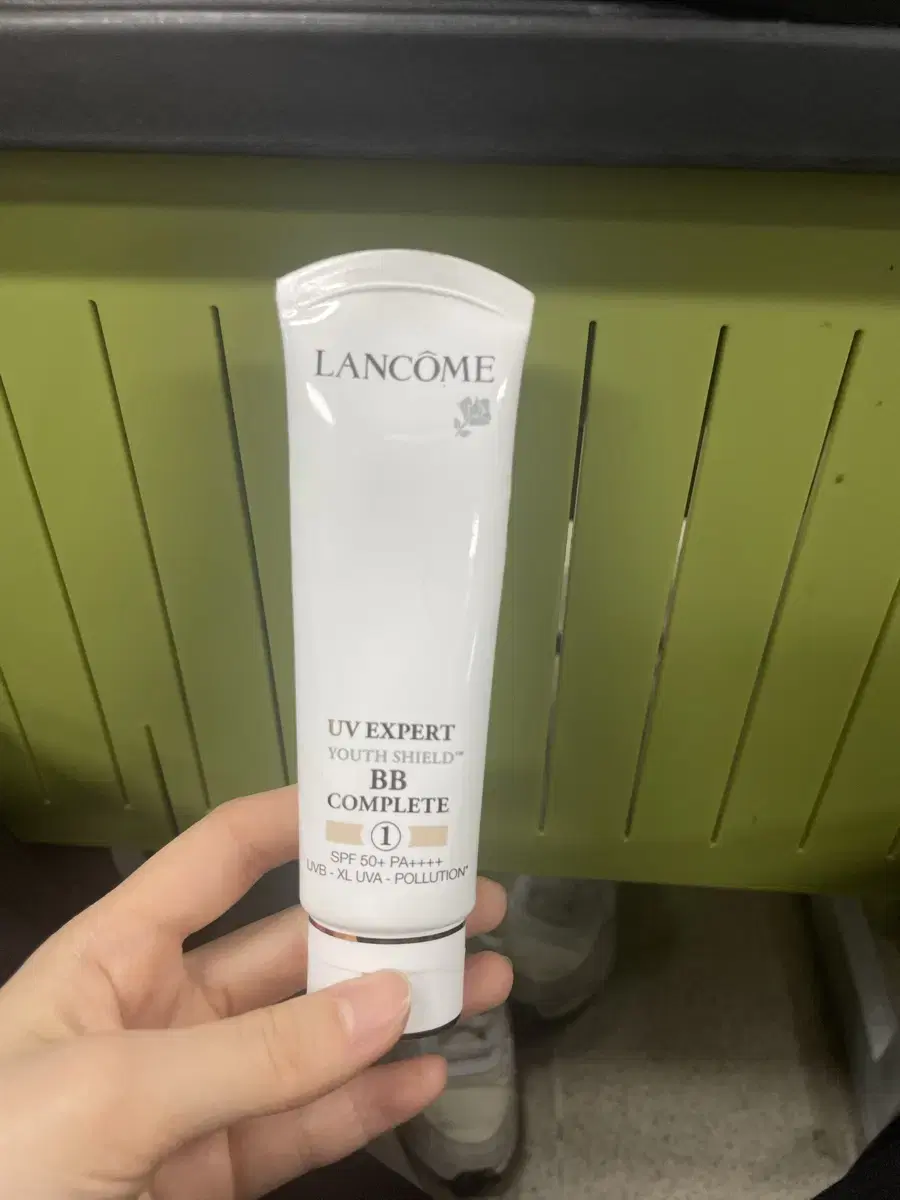 LANCÔME
UV EXPERT
YOUTH SHIELD™
BB
COMPLETE
1
SPF 50+ PA++++
UVB - XL UVA - POLLUTION*